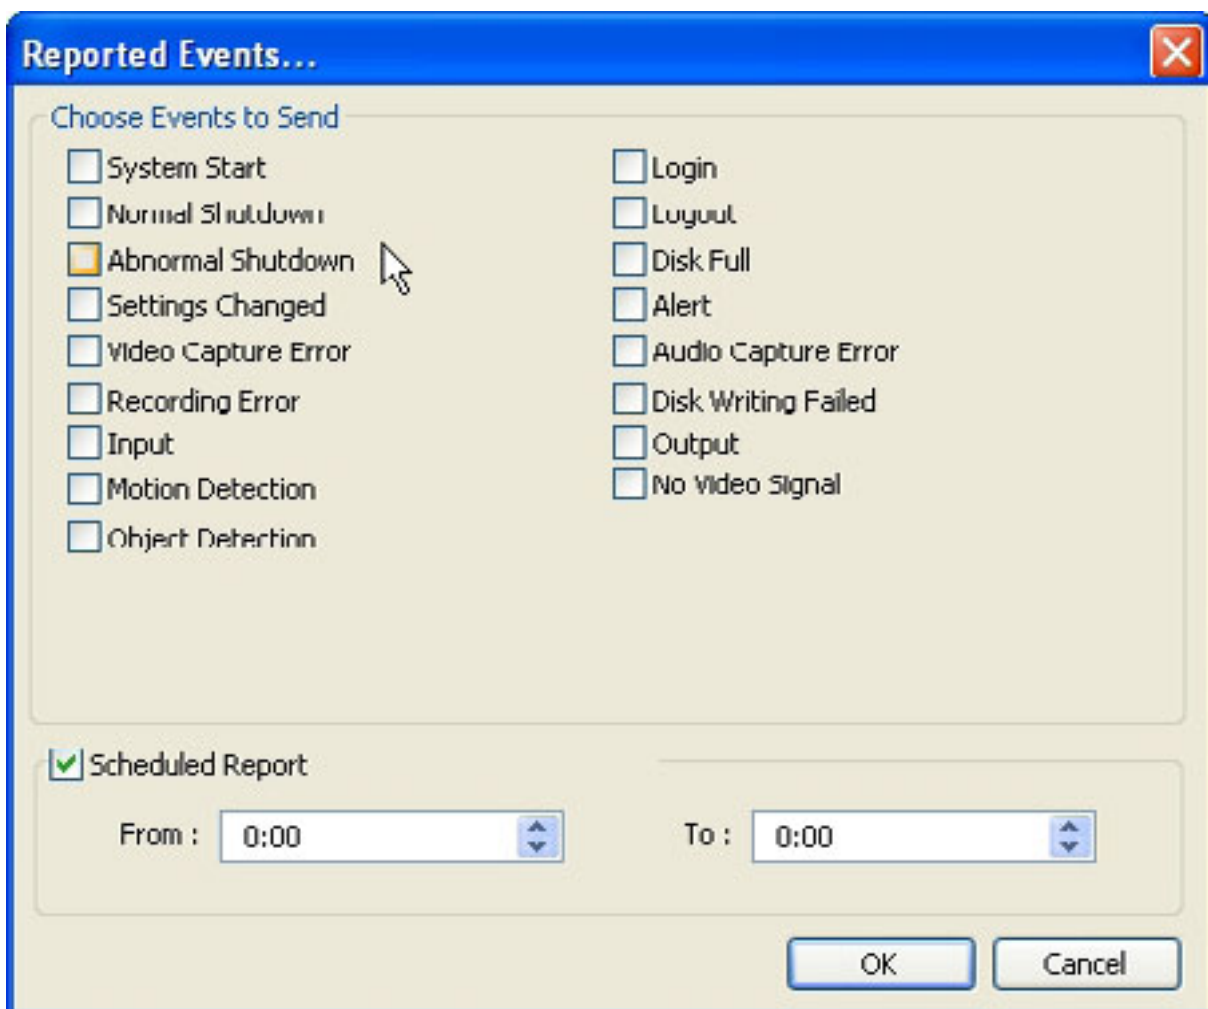 Reported Events...
Choose Events to Send
System Start
Normal Shutdown
Abnormal Shutdown
Settings Changed
Video Capture Error
Recording Error
Input
Motion Detection
Object Detection
Login
Logout
Disk Full
Alert
Audio Capture Error
Disk Writing Failed
Output
No Video Signal
Scheduled Report
From : 0:00 To : 0:00
OK Cancel